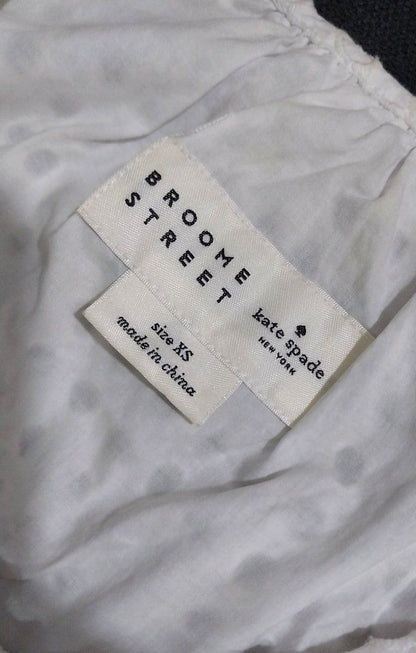 BROOME
STREET
kate spade
NEW YORK
size XS
made in china